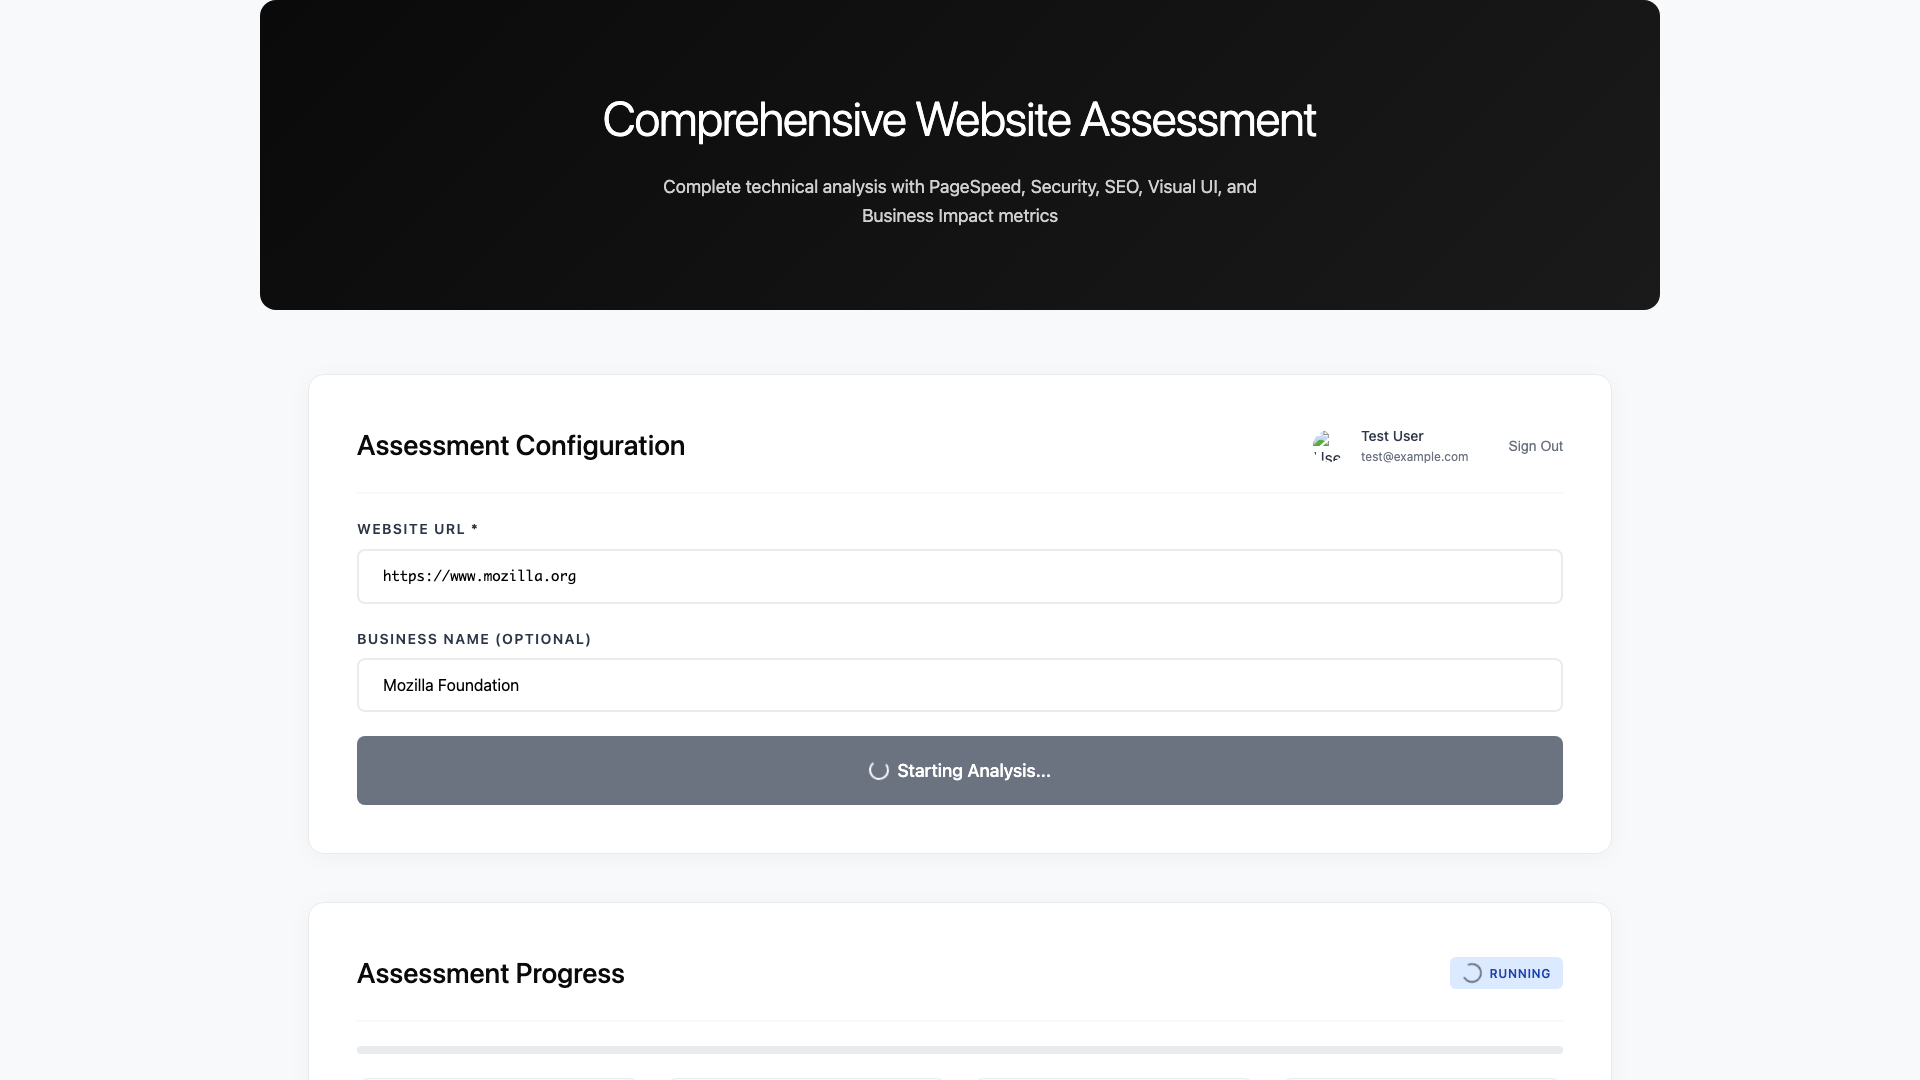 Comprehensive Website Assessment
Complete technical analysis with PageSpeed, Security, SEO, Visual UI, and
Business Impact metrics
Assessment Configuration
Use
Test User
test@example.com
Sign Out
WEBSITE URL *
https://www.mozilla.org
BUSINESS NAME (OPTIONAL)
Mozilla Foundation
Starting Analysis...
Assessment Progress
RUNNING